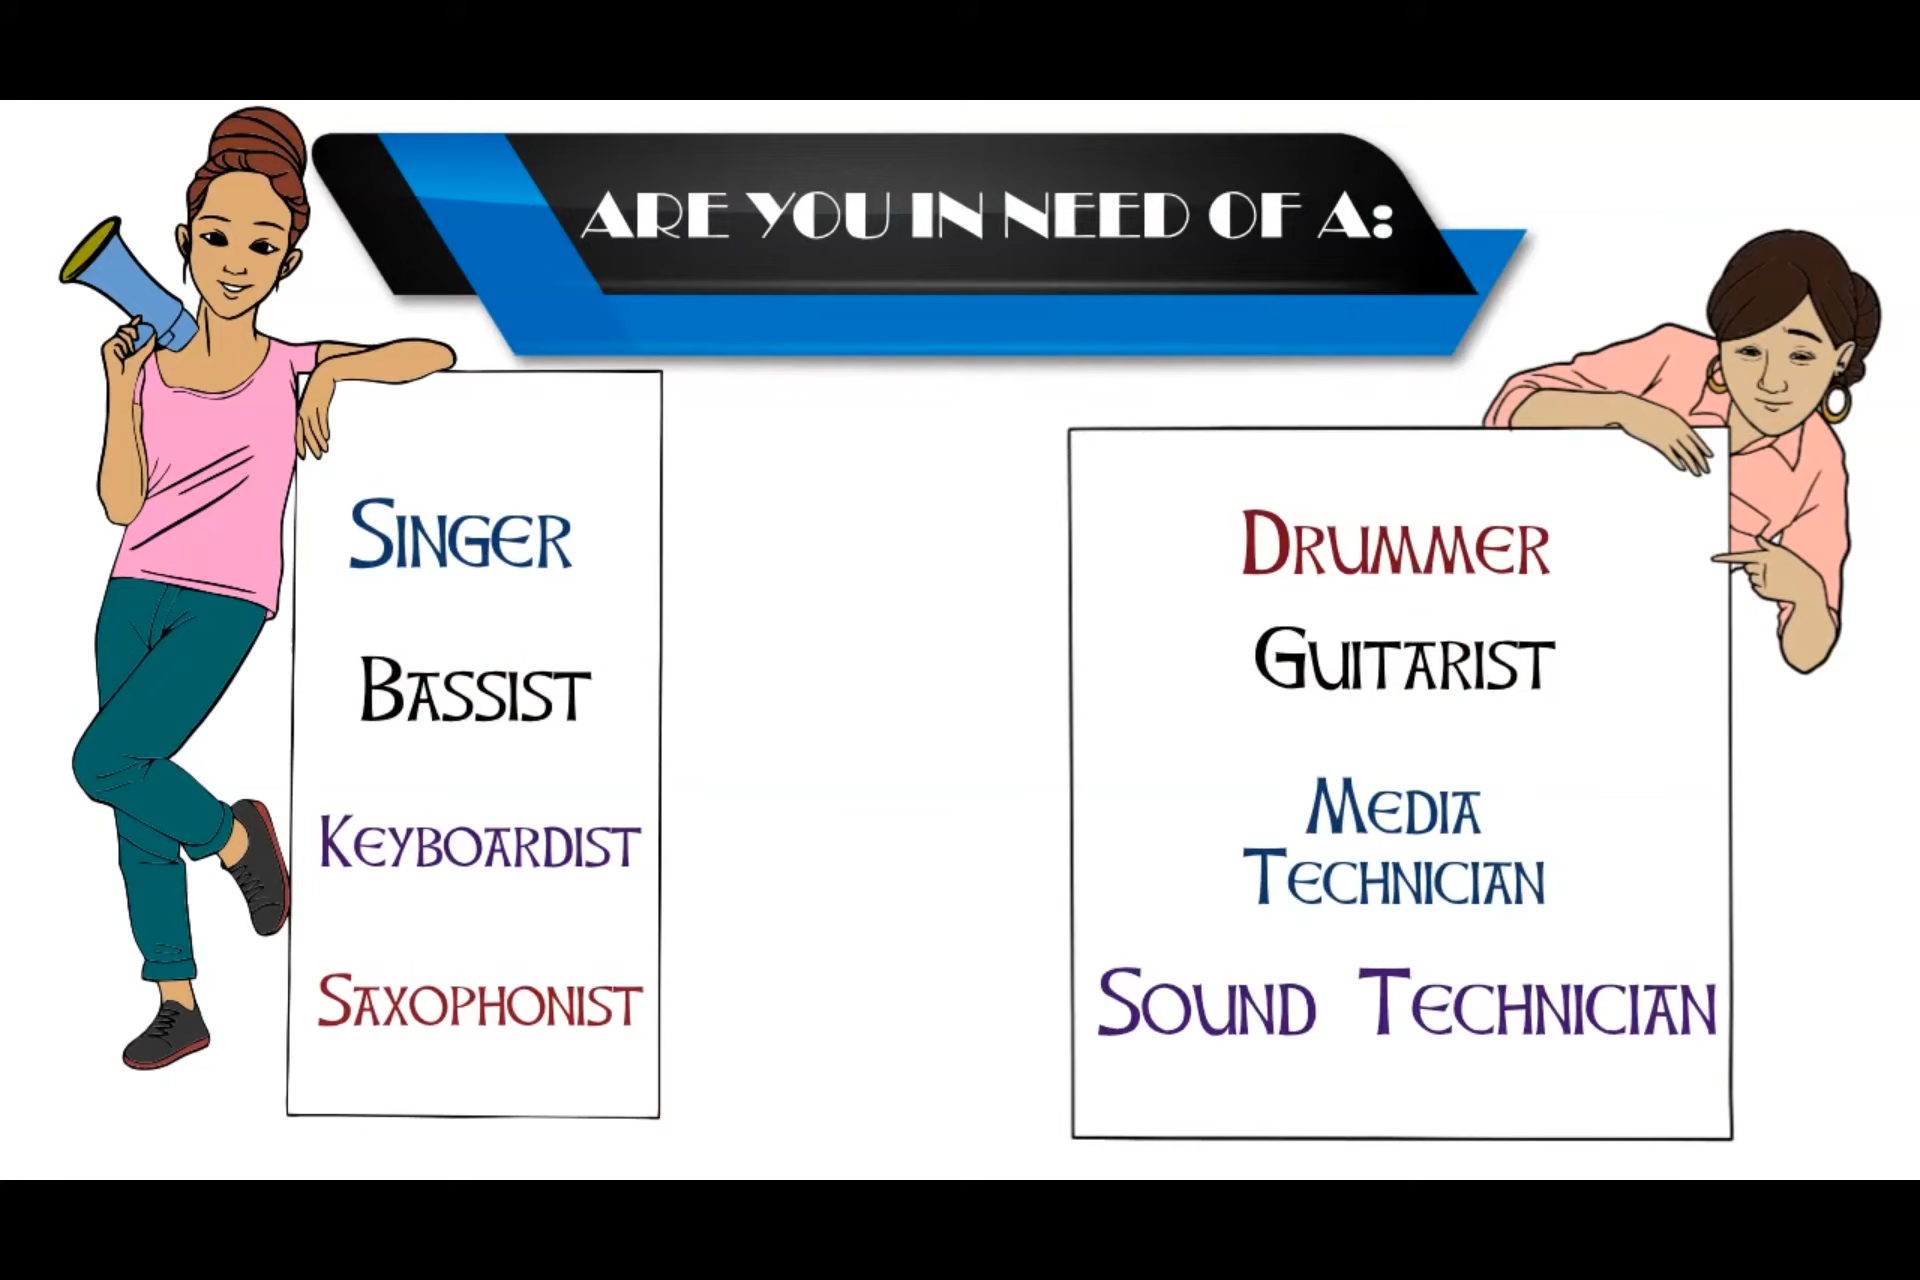 ARE YOU IN NEED OF A:
SINGER
BASSIST
KEYBOARDIST
SAXOPHONIST
DRUMMER
GUITARIST
MEDIA
TECHNICIAN
SOUND TECHNICIAN